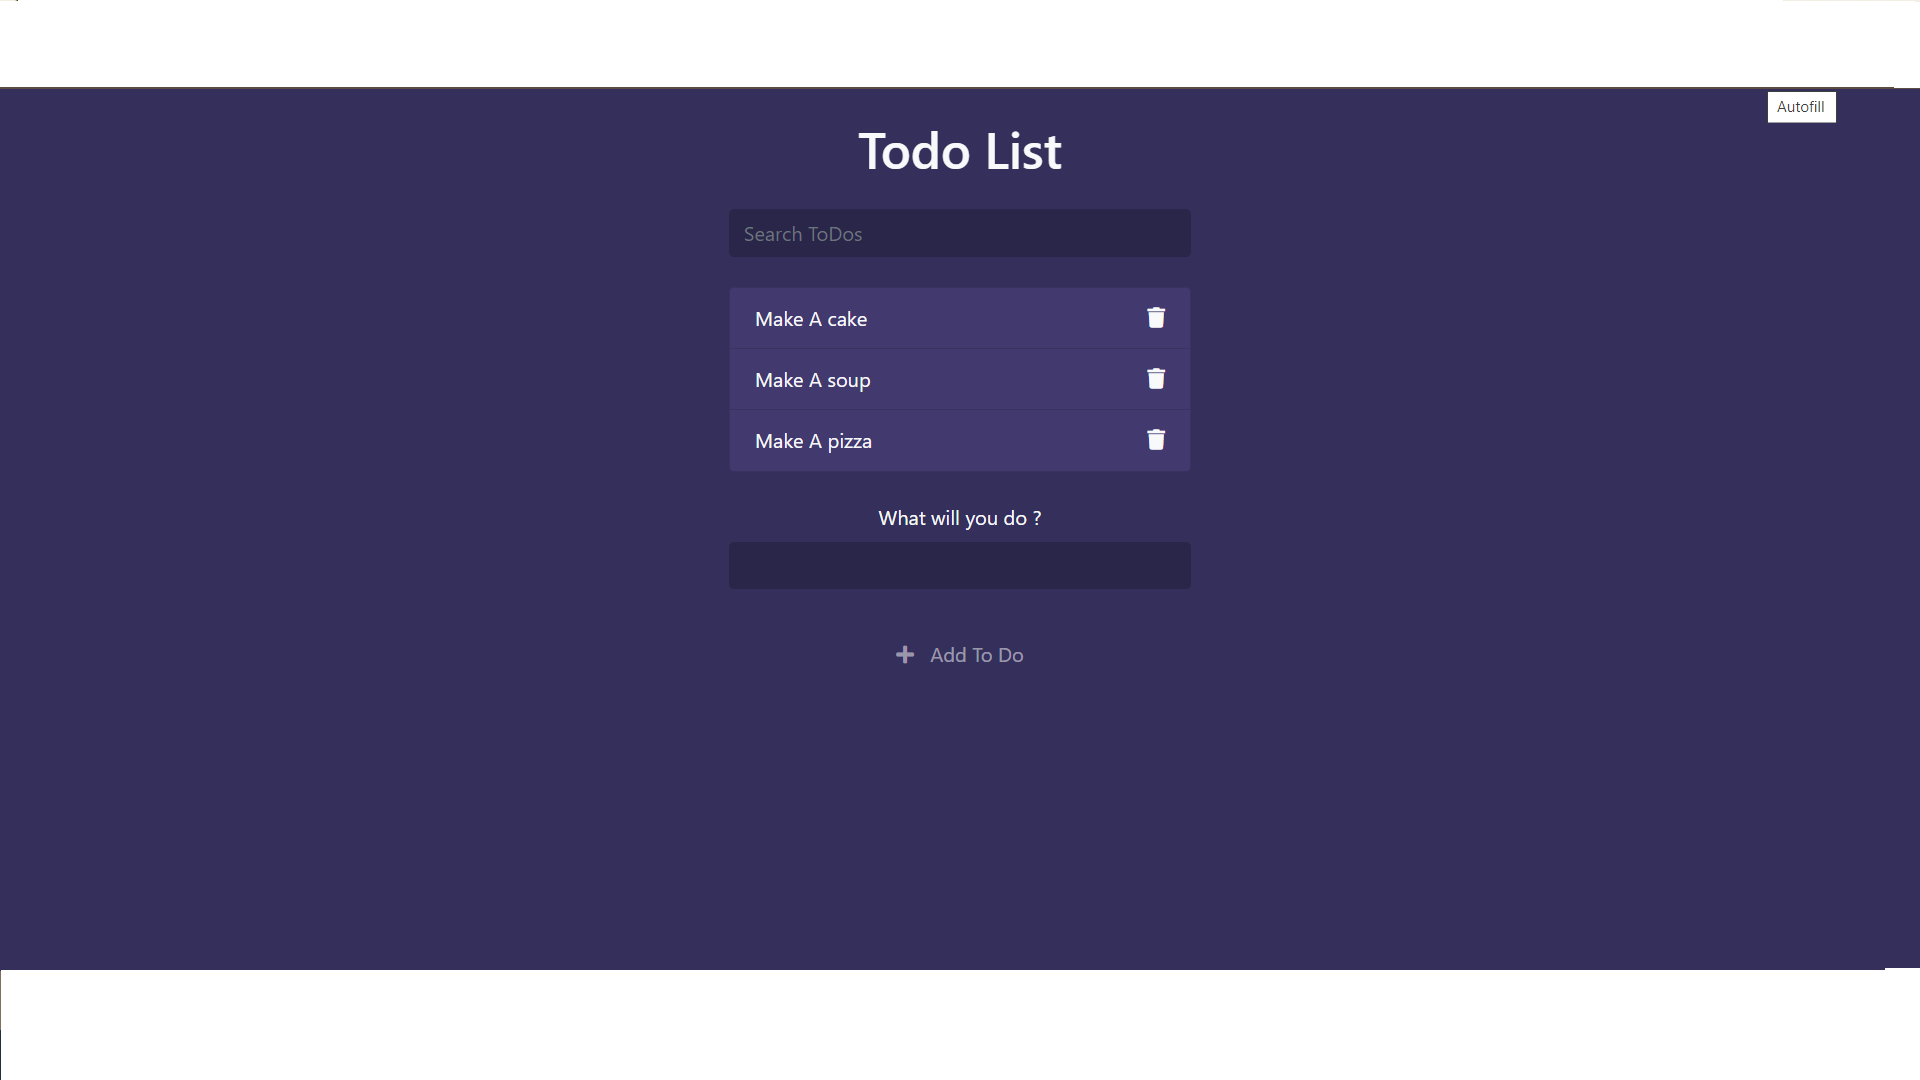 Autofill
Todo List
Search ToDos
Make A cake
Make A soup
Make A pizza
What will you do ?
Add To Do